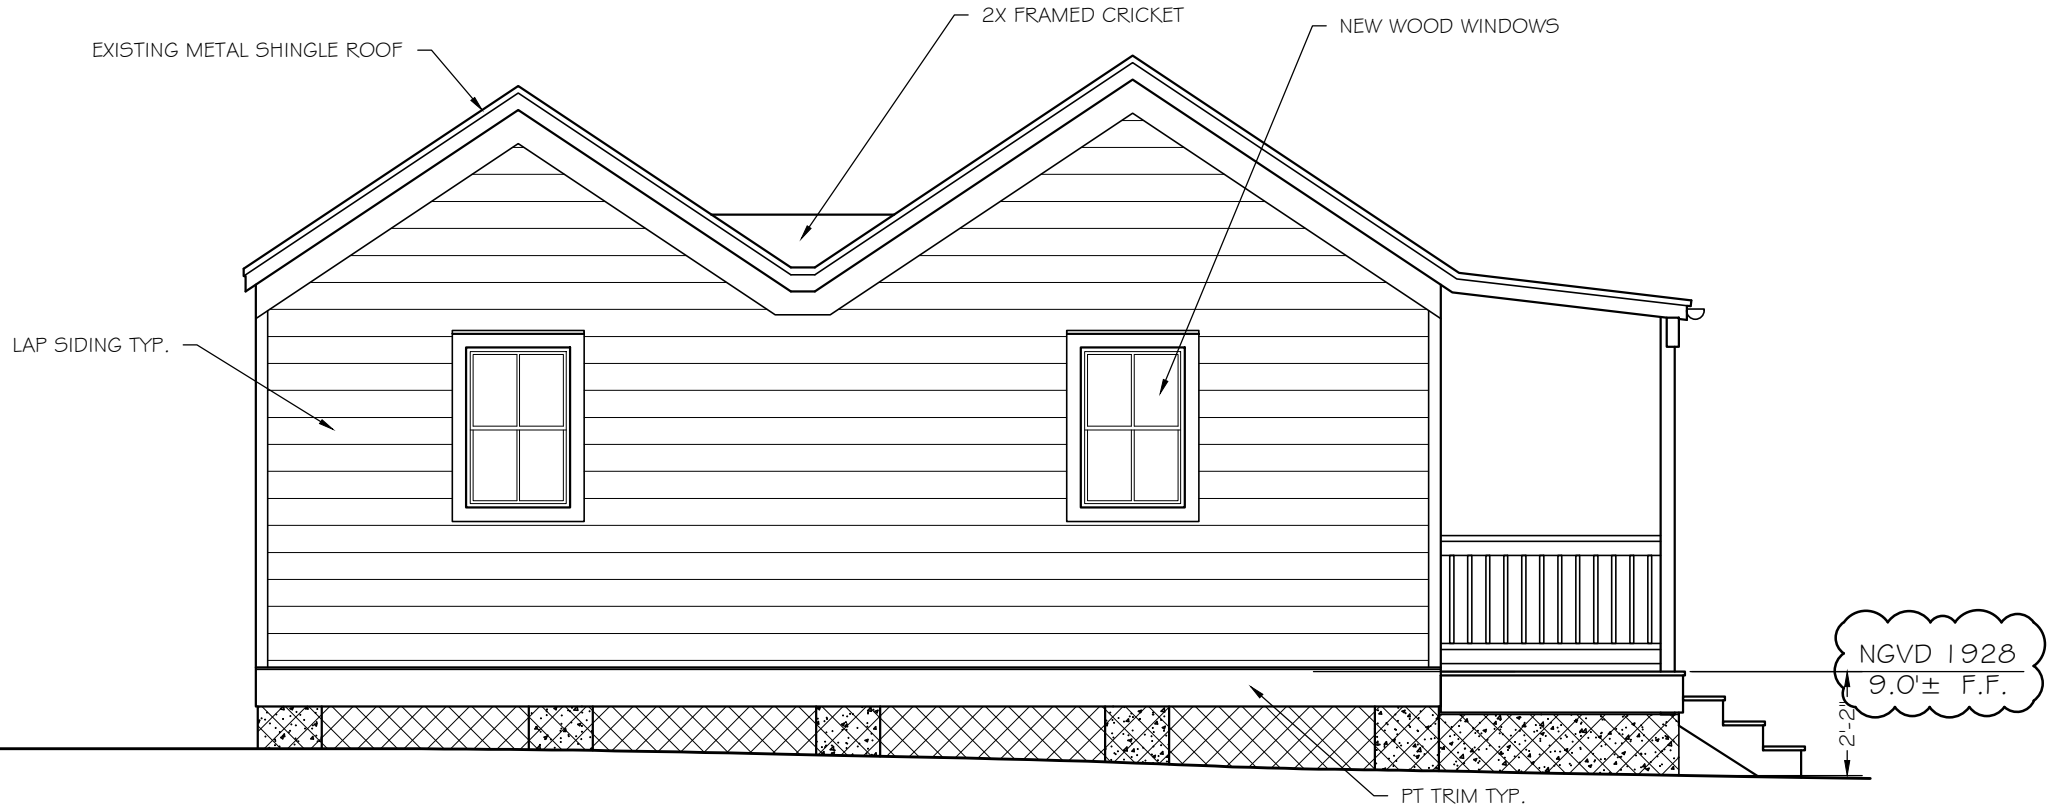 2X FRAMED CRICKET
NEW WOOD WINDOWS
EXISTING METAL SHINGLE ROOF
LAP SIDING TYP.
NGVD 1928
9.0'± F.F.
2'-2"
PT TRIM TYP.